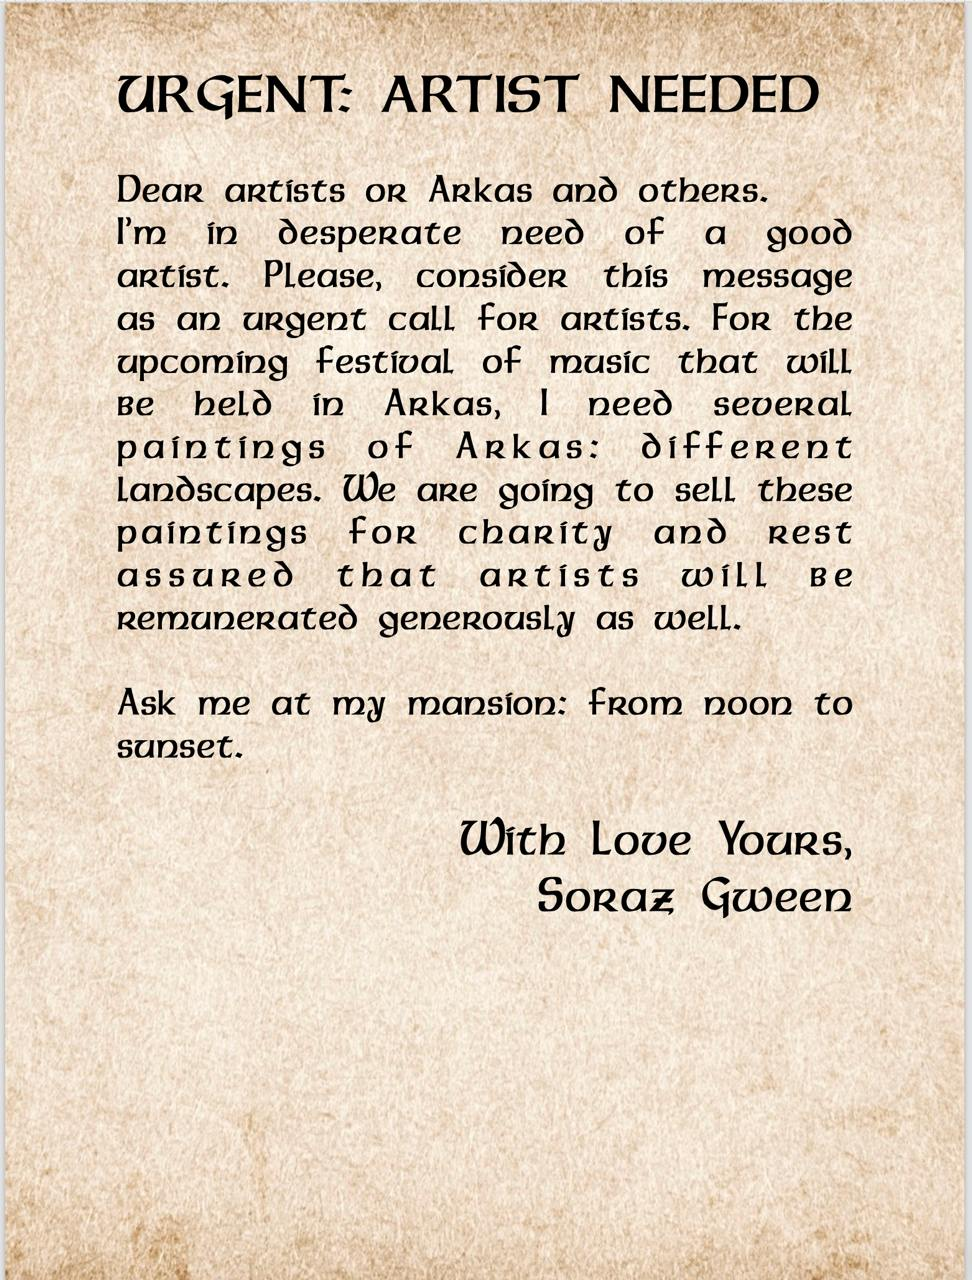 URGENT: ARTIST NEEDED
Dear artists or Arkas and others.
I'm in desperate need of a good
artist. Please, consider this message
as an urgent call for artists. For the
upcoming festival of music that will
be held in Arkas, I need several
paintings of Arkas: different
landscapes. We are going to sell these
paintings for charity and rest
assured that artists will be
remunerated generously as well.
Ask me at my mansion: from noon to
sunset.
With Love Yours,
Soraz Gween